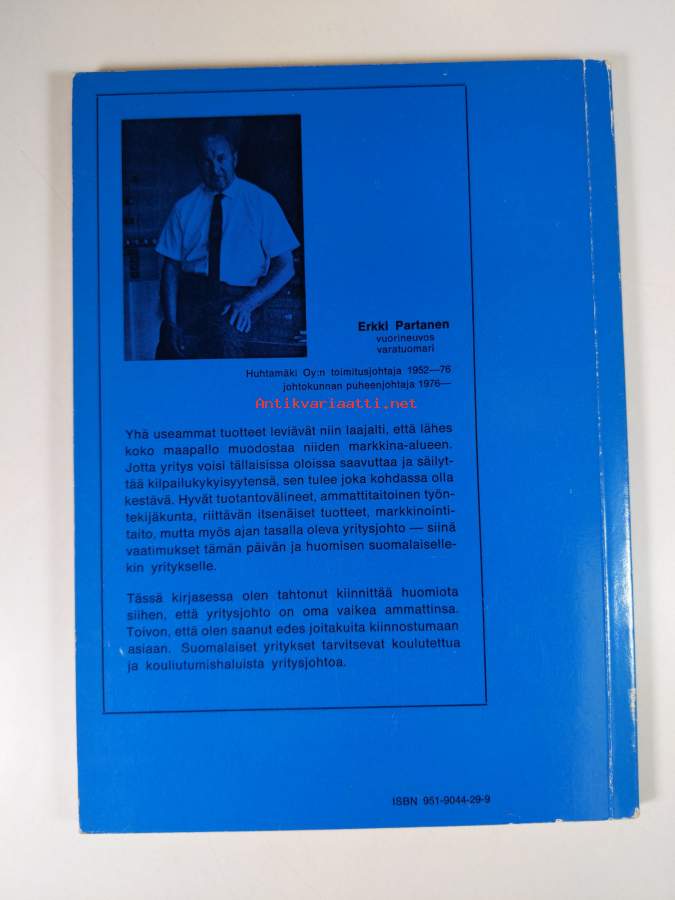 Erkki Partanen
vuorineuvos
varatuomari
Huhtamäki Oy:n toimitusjohtaja 1952—76
johtokunnan puheenjohtaja 1976—
Antikvariaatti.net
Yhä useammat tuotteet leviävät niin laajalti, että lähes
koko maapallo muodostaa niiden markkina-alueen.
Jotta yritys voisi tällaisissa oloissa saavuttaa ja säilyt-
tää kilpailukykyisyytensä, sen tulee joka kohdassa olla
kestävä. Hyvät tuotantovälineet, ammattitaitoinen työn-
tekijäkunta, riittävän itsenäiset tuotteet, markkinointi-
taito, mutta myös ajan tasalla oleva yritysjohto — siinä
vaatimukset tämän päivän ja huomisen suomalaiselle-
kin yritykselle.
Tässä kirjasessa olen tahtonut kiinnittää huomiota
siihen, että yritysjohto on oma vaikea ammattinsa.
Toivon, että olen saanut edes joitakuita kiinnostumaan
asiaan. Suomalaiset yritykset tarvitsevat koulutettua
ja kouliutumishaluista yritysjohtoa.
ISBN 951-9044-29-9